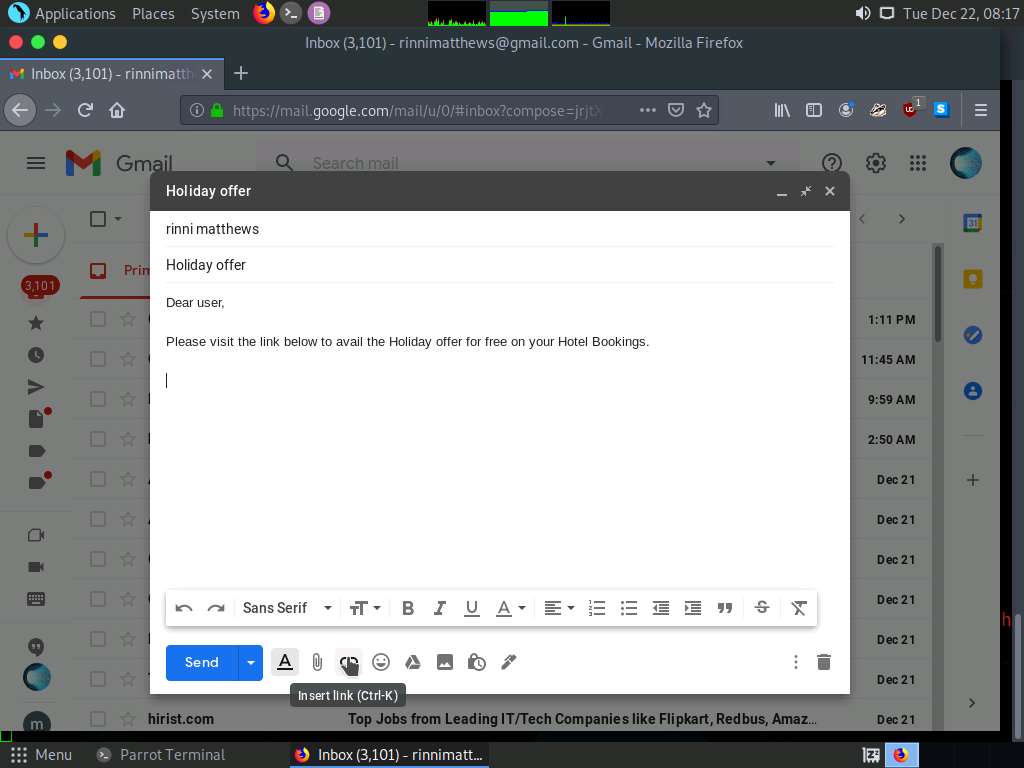 Applications Places System Tue Dec 22, 08:17
Inbox (3,101) - rinnimatthews@gmail.com - Gmail - Mozilla Firefox
Inbox (3,101) - rinnimatth
https://mail.google.com/mail/u/0/#inbox?compose=jrjtX
1
Gmail Search mail
Holiday offer
rinni matthews
31
Holiday offer
Prim
3,101
Dear user,
1:11 PM
Please visit the link below to avail the Holiday offer for free on your Hotel Bookings.
11:45 AM
9:59 AM
2:50 AM
Dec 21
Dec 21
Dec 21
Dec 21
Sans Serif
h
Dec 21
Send
Dec 21
Insert link (Ctrl-K)
m hirist.com Top Jobs from Leading IT/Tech Companies like Flipkart, Redbus, Amaz... Dec 21
Menu Parrot Terminal Inbox (3,101) - rinnimatt...